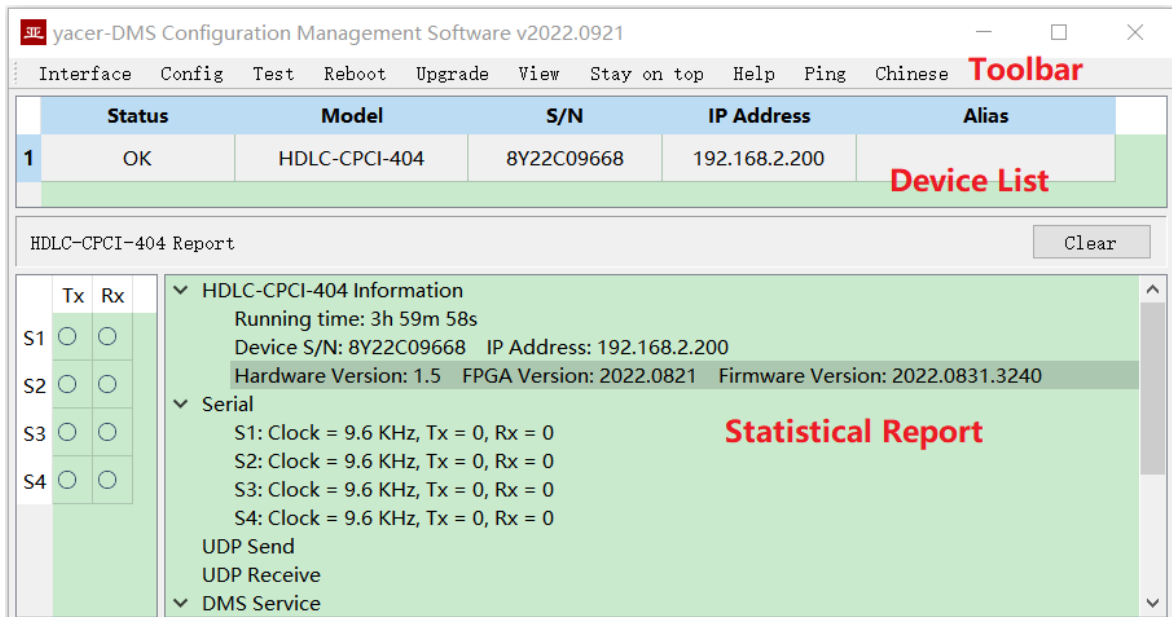 亚 yacer-DMS Configuration Management Software v2022.0921
Interface Config Test Reboot Upgrade View Stay on top Help Ping Chinese Toolbar
Status Model S/N IP Address Alias
1 OK HDLC-CPCI-404 8Y22C09668 192.168.2.200
Device List
HDLC-CPCI-404 Report Clear
Tx Rx
S1
S2
S3
S4
HDLC-CPCI-404 Information
Running time: 3h 59m 58s
Device S/N: 8Y22C09668 IP Address: 192.168.2.200
Hardware Version: 1.5 FPGA Version: 2022.0821 Firmware Version: 2022.0831.3240
Serial
S1: Clock = 9.6 KHz, Tx = 0, Rx = 0
Statistical Report
S2: Clock = 9.6 KHz, Tx = 0, Rx = 0
S3: Clock = 9.6 KHz, Tx = 0, Rx = 0
S4: Clock = 9.6 KHz, Tx = 0, Rx = 0
UDP Send
UDP Receive
DMS Service